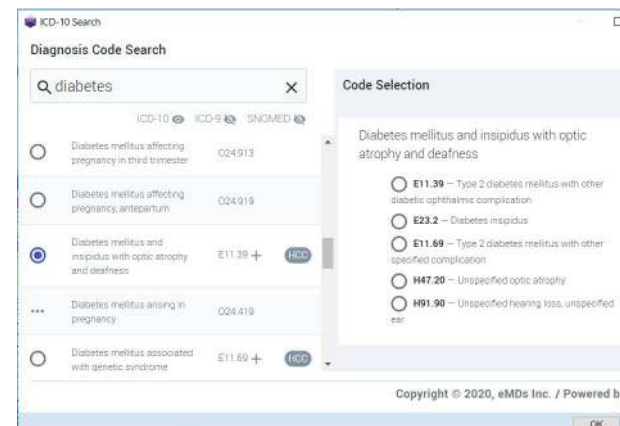 ICD-10 Search
Diagnosis Code Search
diabetes
ICD-10 ICD-9 SNOMED
Diabetes mellitus affecting
pregnancy in third trimester
O24.913
Diabetes mellitus affecting
pregnancy, antepartum
O24.919
Diabetes mellitus and
insipidus with optic atrophy
and deafness
E11.39 +
HCC
Diabetes mellitus arising in
pregnancy
O24.419
Diabetes mellitus associated
with genetic syndrome
E11.69 +
HCC
Code Selection
Diabetes mellitus and insipidus with optic
atrophy and deafness
E11.39 – Type 2 diabetes mellitus with other
diabetic ophthalmic complication
E23.2 – Diabetes insipidus
E11.69 – Type 2 diabetes mellitus with other
specified complication
H47.20 – Unspecified optic atrophy
H91.90 – Unspecified hearing loss, unspecified
ear
Copyright © 2020, eMDs Inc. / Powered b
OK